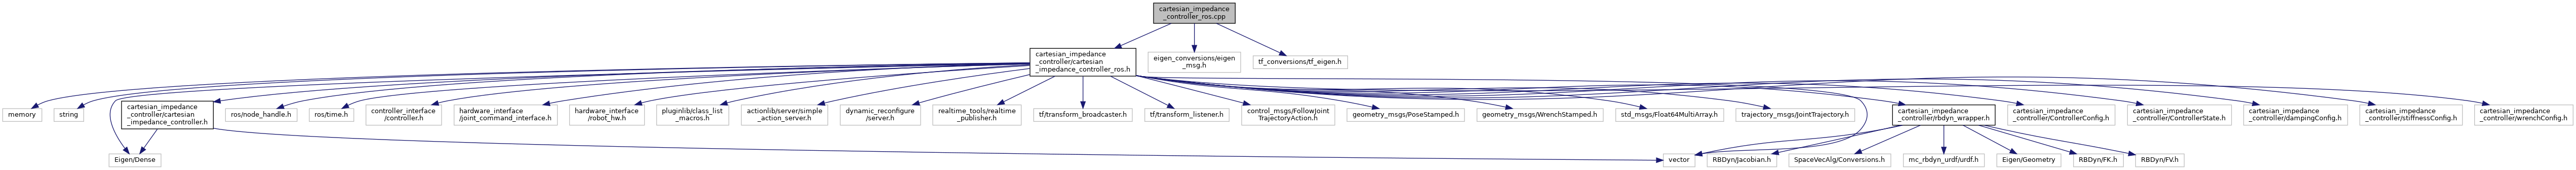 cartesian_impedance
_controller_ros.cpp
cartesian_impedance
_controller/cartesian
_impedance_controller_ros.h
eigen_conversions/eigen
_msg.h
tf_conversions/tf_eigen.h
memory
string
cartesian_impedance
_controller/cartesian
_impedance_controller.h
ros/node_handle.h
ros/time.h
controller_interface
/controller.h
hardware_interface
/joint_command_interface.h
hardware_interface
/robot_hw.h
pluginlib/class_list
_macros.h
actionlib/server/simple
_action_server.h
dynamic_reconfigure
/server.h
realtime_tools/realtime
_publisher.h
tf/transform_broadcaster.h
tf/transform_listener.h
control_msgs/FollowJoint
TrajectoryAction.h
geometry_msgs/PoseStamped.h
geometry_msgs/WrenchStamped.h
std_msgs/Float64MultiArray.h
trajectory_msgs/JointTrajectory.h
cartesian_impedance
_controller/rbdyn_wrapper.h
cartesian_impedance
_controller/ControllerConfig.h
cartesian_impedance
_controller/ControllerState.h
cartesian_impedance
_controller/dampingConfig.h
cartesian_impedance
_controller/stiffnessConfig.h
cartesian_impedance
_controller/wrenchConfig.h
Eigen/Dense
vector
RBDyn/Jacobian.h
SpaceVecAlg/Conversions.h
mc_rbdyn_urdf/urdf.h
Eigen/Geometry
RBDyn/FK.h
RBDyn/FV.h